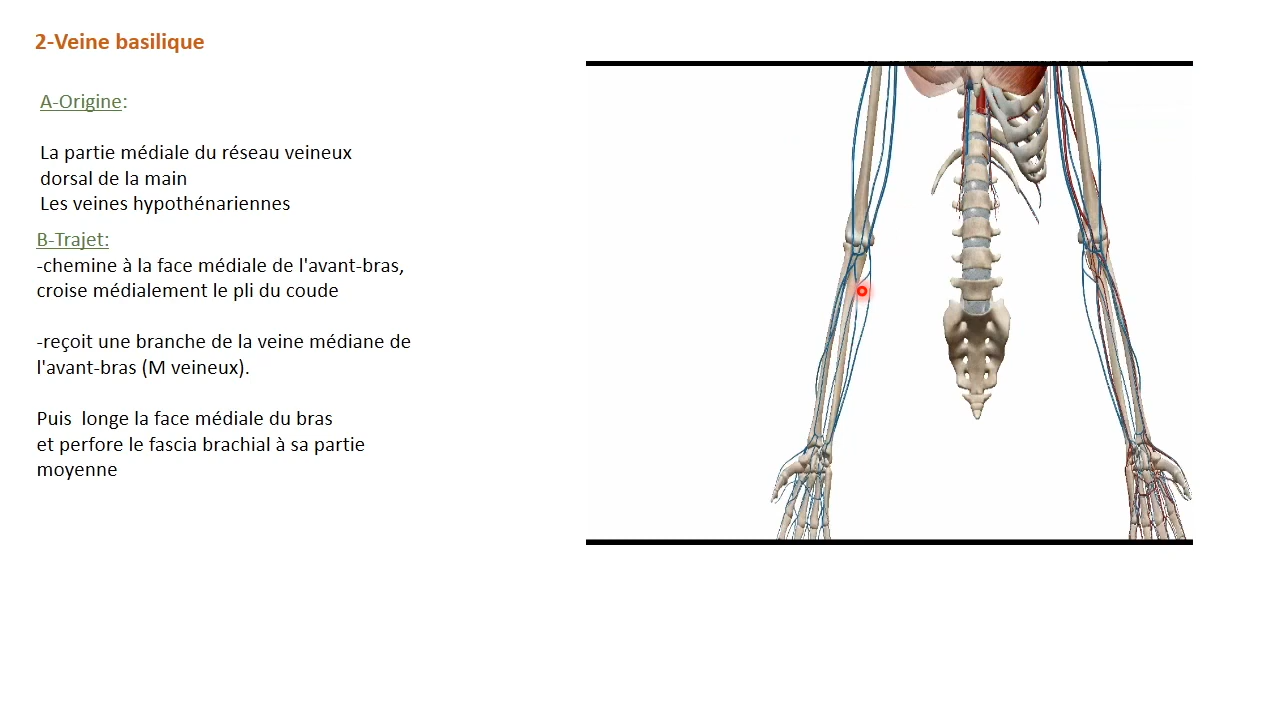 2-Veine basilique
A-Origine:
La partie médiale du réseau veineux
dorsal de la main
Les veines hypothénariennes
B-Trajet:
-chemine à la face médiale de l'avant-bras,
croise médialement le pli du coude
-reçoit une branche de la veine médiane de
l'avant-bras (M veineux).
Puis  longe la face médiale du bras
et perfore le fascia brachial à sa partie
moyenne